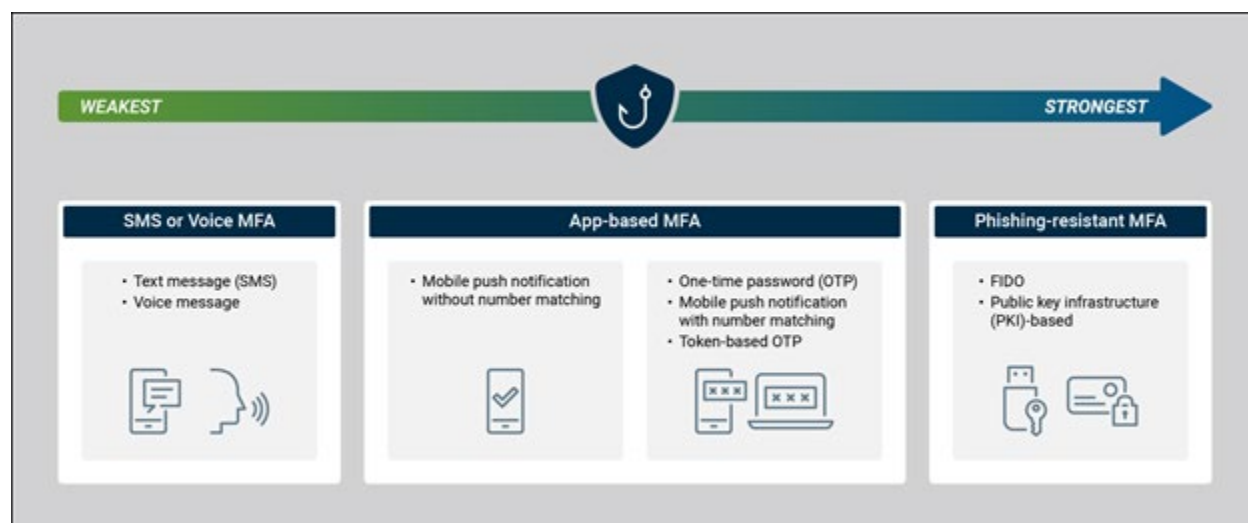 WEAKEST
STRONGEST
SMS or Voice MFA
• Text message (SMS)
• Voice message
App-based MFA
• Mobile push notification
without number matching
• One-time password (OTP)
• Mobile push notification
with number matching
• Token-based OTP
xxx
xxx
Phishing-resistant MFA
• FIDO
• Public key infrastructure
(PKI)-based